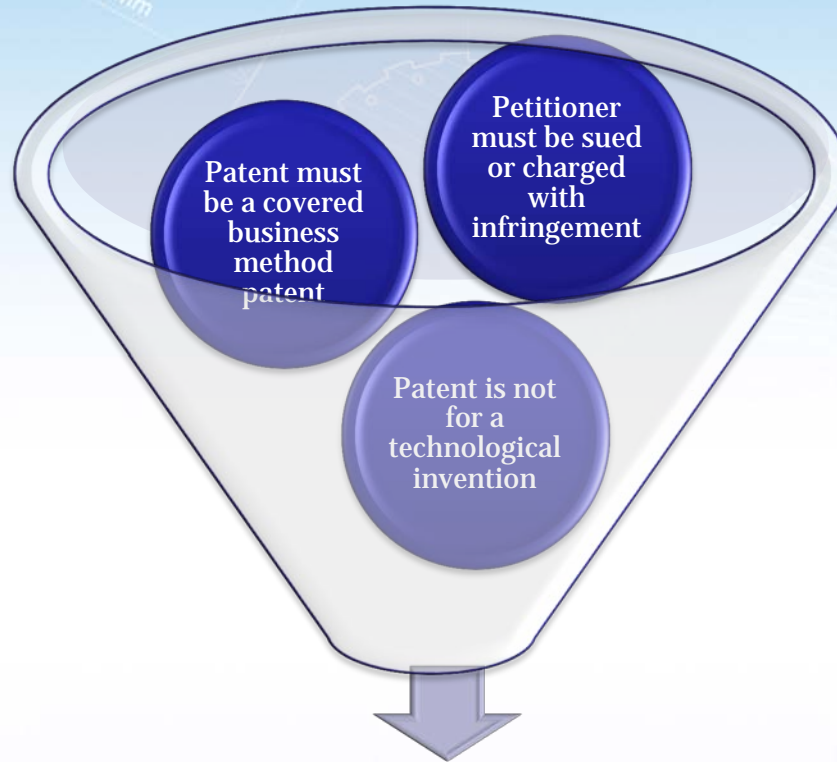 Patent must
be a covered
business
method
patent
Petitioner
must be sued
or charged
with
infringement
Patent is not
for a
technological
invention